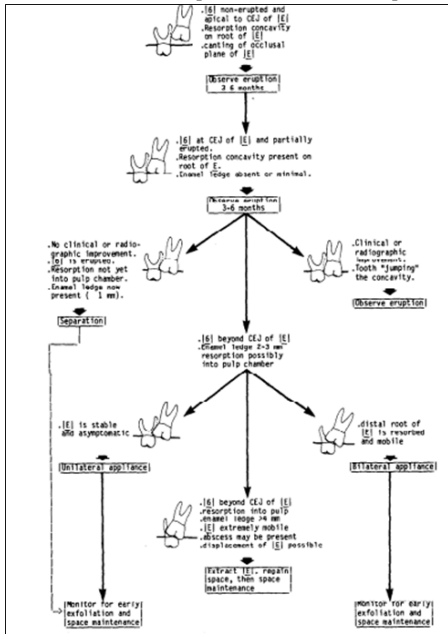 .|6| non-erupted and
apical to CEJ of |E|
.Resorption concavity
on root of |E|
canting of occlusal
plane of |E|
Observe eruption
3-6 months
.|6| at CEJ of |E| and partially
erupted.
.Resorption concavity present on
root of E.
.Enamel ledge absent or minimal.
Observe eruption
3-6 months
.No clinical or radio-
graphic improvement.
.|6| is erupted.
Resorption not yet
into pulp chamber.
Enamel ledge now
present ( 1 mm).
Separation
.Clinical or
radiographic
improvement.
.Tooth "jumping"
the concavity.
Observe eruption
.|6| beyond CEJ of |E|
.Enamel ledge 2-3 mm
resorption possibly
into pulp chamber
.|E| is stable
and asymptomatic
Unilateral appliance
.distal root of
|E| is resorbed
and mobile
Bilateral appliance
.|6| beyond CEJ of |E|
.resorption into pulp
.enamel ledge >4 mm
.|E| extremely mobile
.abscess may be present
displacement of |E| possible
Extract |E|, regain
space, then space
maintenance
Monitor for early
exfoliation and
space maintenance
Monitor for early
exfoliation and
space maintenance